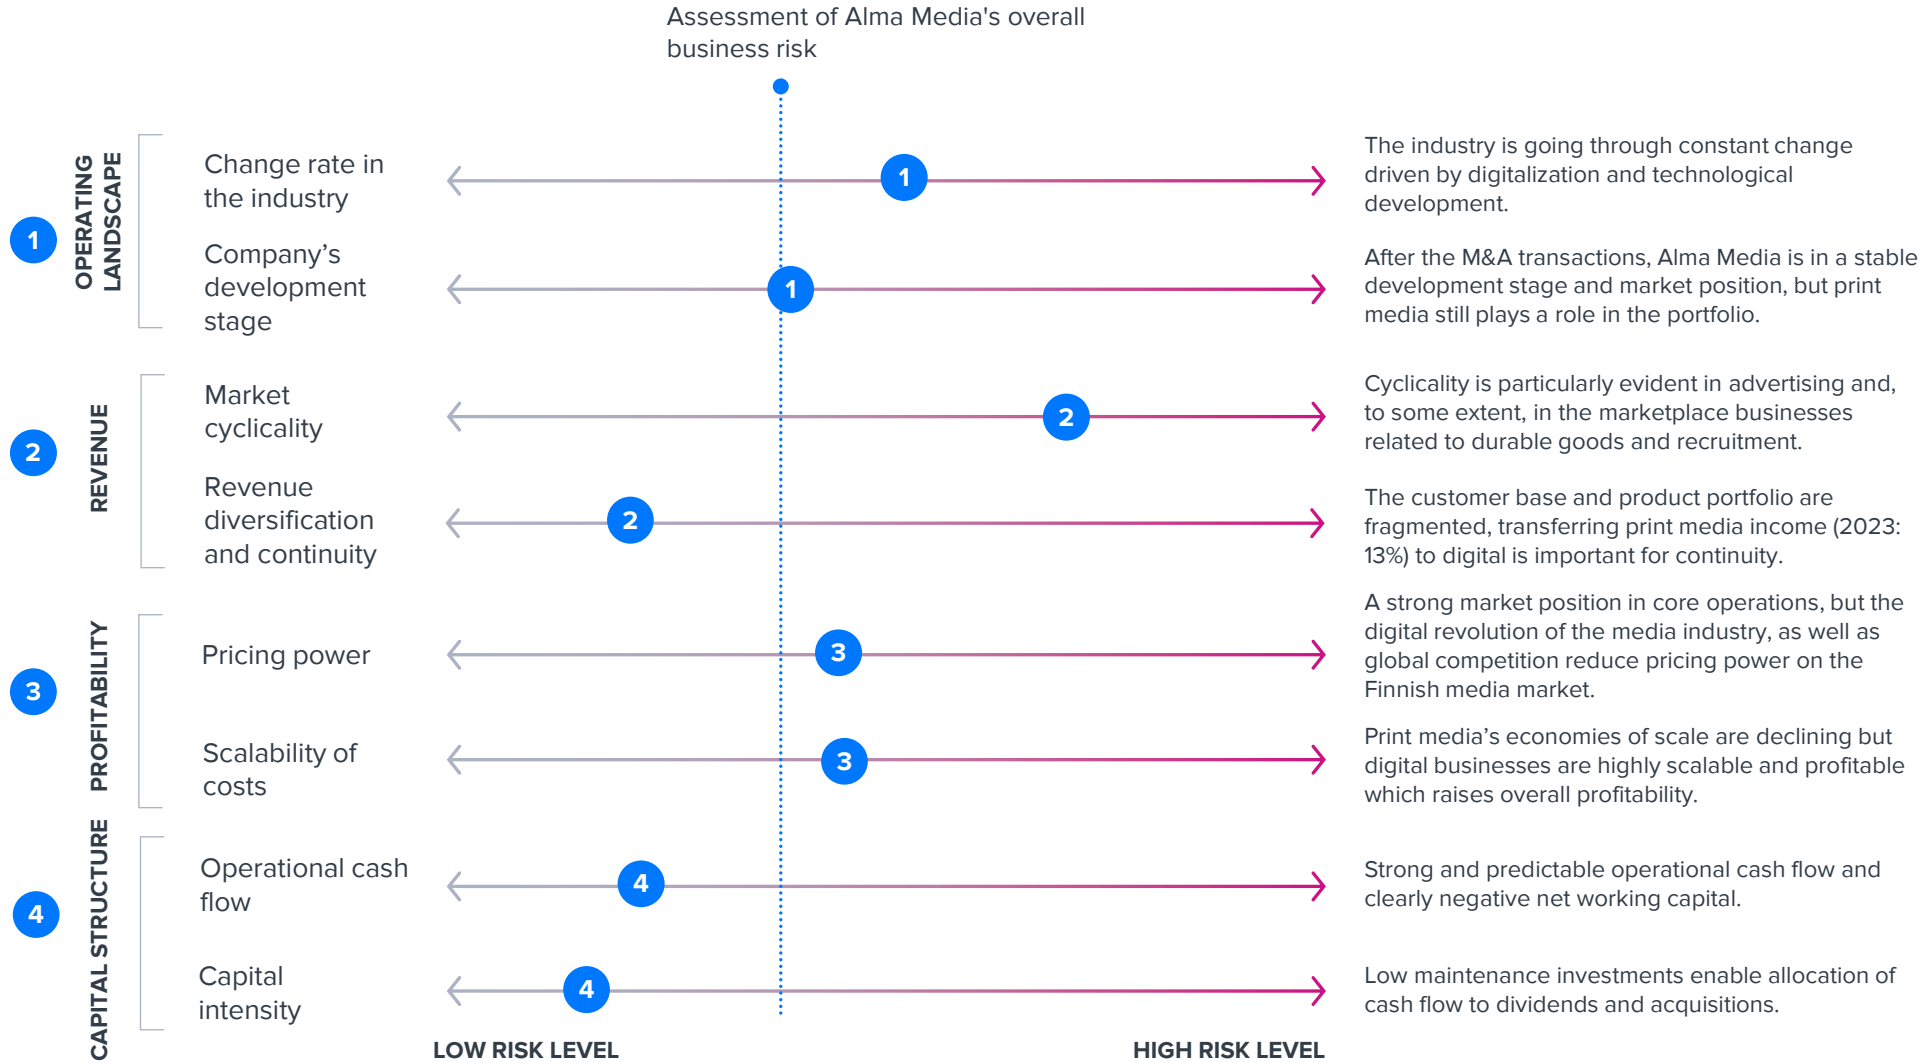 Assessment of Alma Media's overall
business risk
1
OPERATING
LANDSCAPE
Change rate in
the industry
1
The industry is going through constant change
driven by digitalization and technological
development.
Company’s
development
stage
1
After the M&A transactions, Alma Media is in a stable
development stage and market position, but print
media still plays a role in the portfolio.
2
REVENUE
Market
cyclicality
2
Cyclicality is particularly evident in advertising and,
to some extent, in the marketplace businesses
related to durable goods and recruitment.
Revenue
diversification
and continuity
2
The customer base and product portfolio are
fragmented, transferring print media income (2023:
13%) to digital is important for continuity.
3
PROFITABILITY
Pricing power
3
A strong market position in core operations, but the
digital revolution of the media industry, as well as
global competition reduce pricing power on the
Finnish media market.
Scalability of
costs
3
Print media’s economies of scale are declining but
digital businesses are highly scalable and profitable
which raises overall profitability.
4
CAPITAL STRUCTURE
Operational cash
flow
4
Strong and predictable operational cash flow and
clearly negative net working capital.
Capital
intensity
4
Low maintenance investments enable allocation of
cash flow to dividends and acquisitions.
LOW RISK LEVEL
HIGH RISK LEVEL